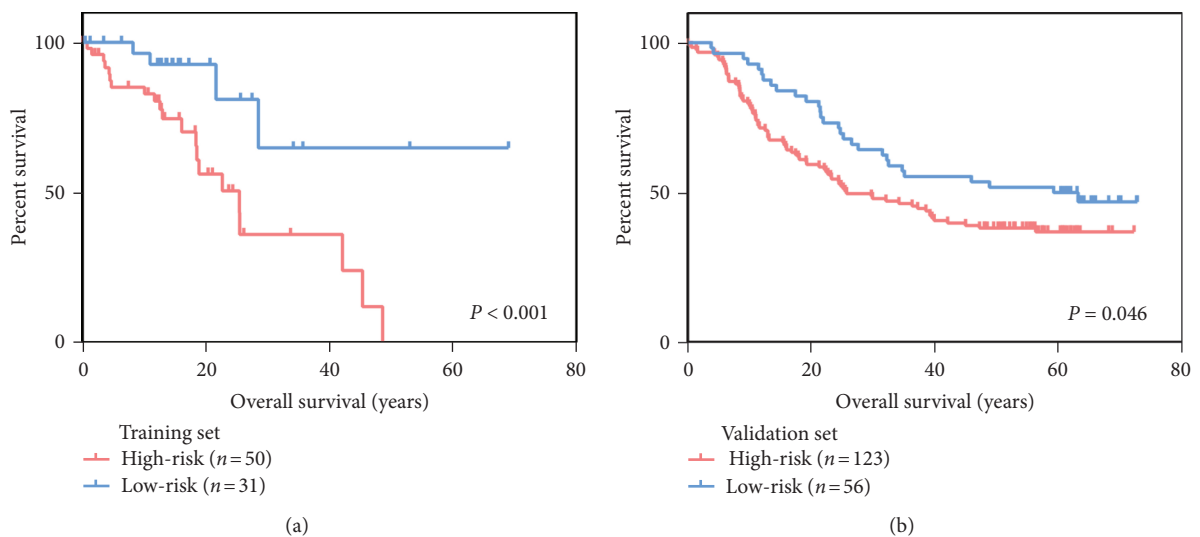 100
50
0
Percent survival
P < 0.001
0 20 40 60 80
Overall survival (years)
Training set
High-risk (n = 50)
Low-risk (n = 31)
(a)
100
50
0
Percent survival
P = 0.046
0 20 40 60 80
Overall survival (years)
Validation set
High-risk (n = 123)
Low-risk (n = 56)
(b)